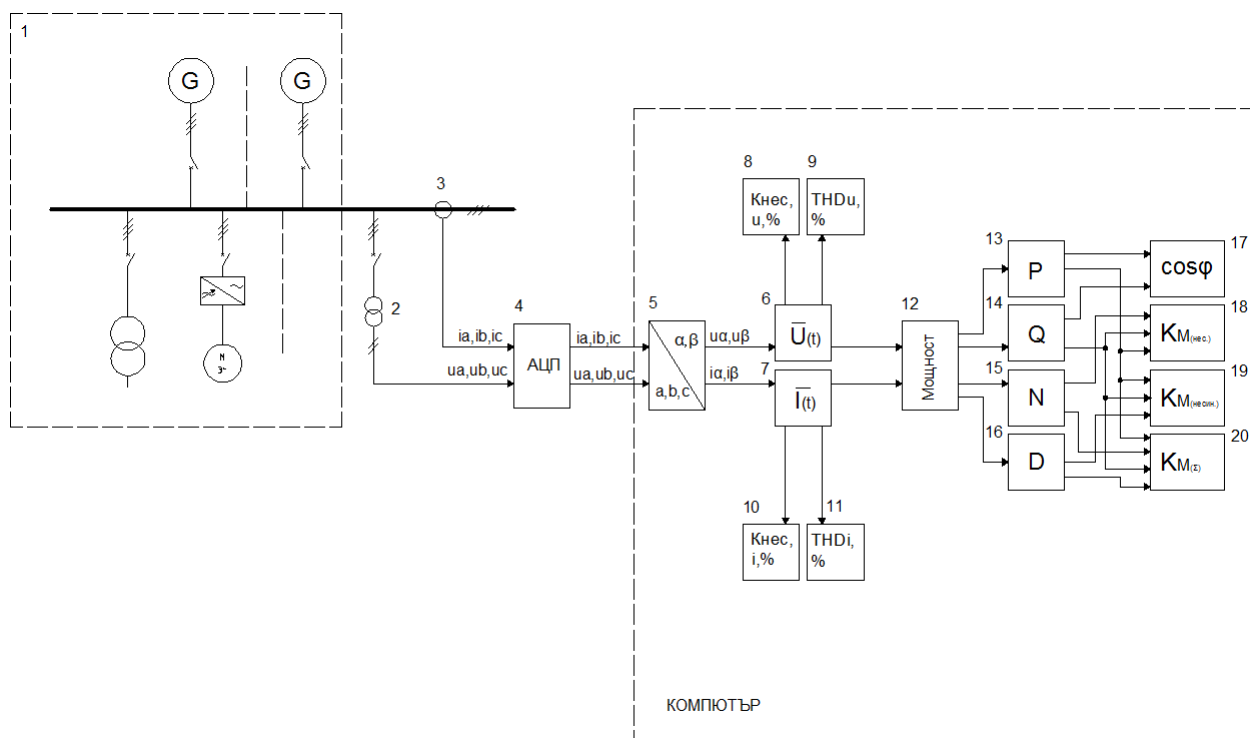 1
G
G
3
2
M
3~
4
ia,ib,ic
ua,ub,uc
АЦП
ia,ib,ic
ua,ub,uc
5
α,β
a,b,c
uα,uβ
iα,iβ
8
Кнес,
u,%
9
THDu,
%
6
U(t)
7
I(t)
10
Кнес,
i,%
11
THDi,
%
12
Мощност
13
P
14
Q
15
N
16
D
17
cosφ
18
KM(нес.)
19
KM(несин.)
20
KM(Σ)
КОМПЮТЪР